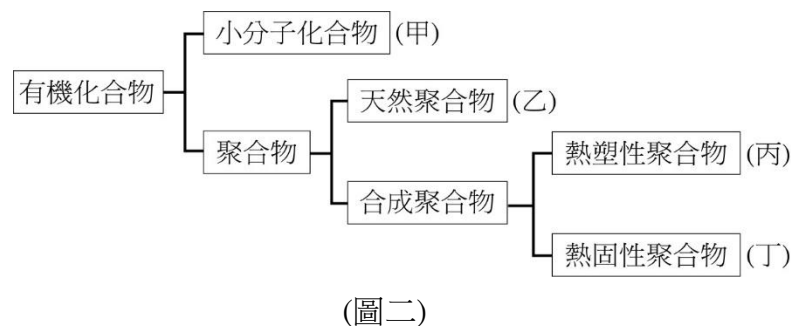 小分子化合物 (甲)
有機化合物
天然聚合物 (乙)
聚合物
熱塑性聚合物 (丙)
合成聚合物
熱固性聚合物 (丁)
(圖二)